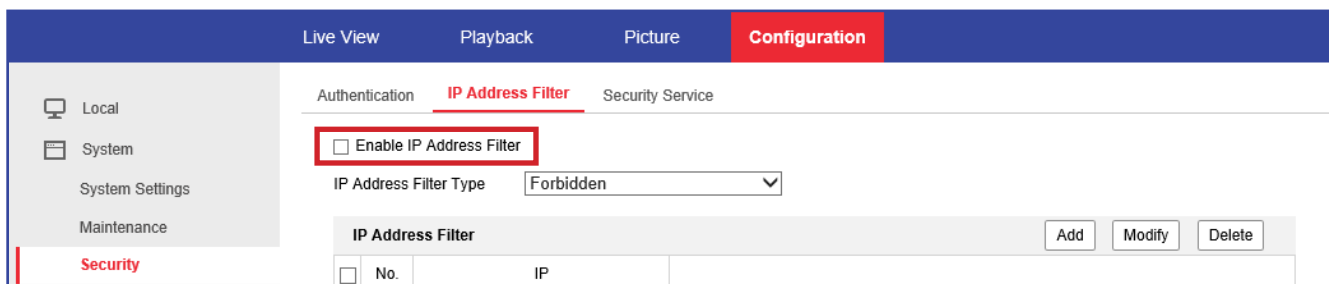 Live View Playback Picture Configuration
Authentication IP Address Filter Security Service
Local
Enable IP Address Filter
System
IP Address Filter Type Forbidden
System Settings
Maintenance
IP Address Filter Add Modify Delete
Security
No. IP